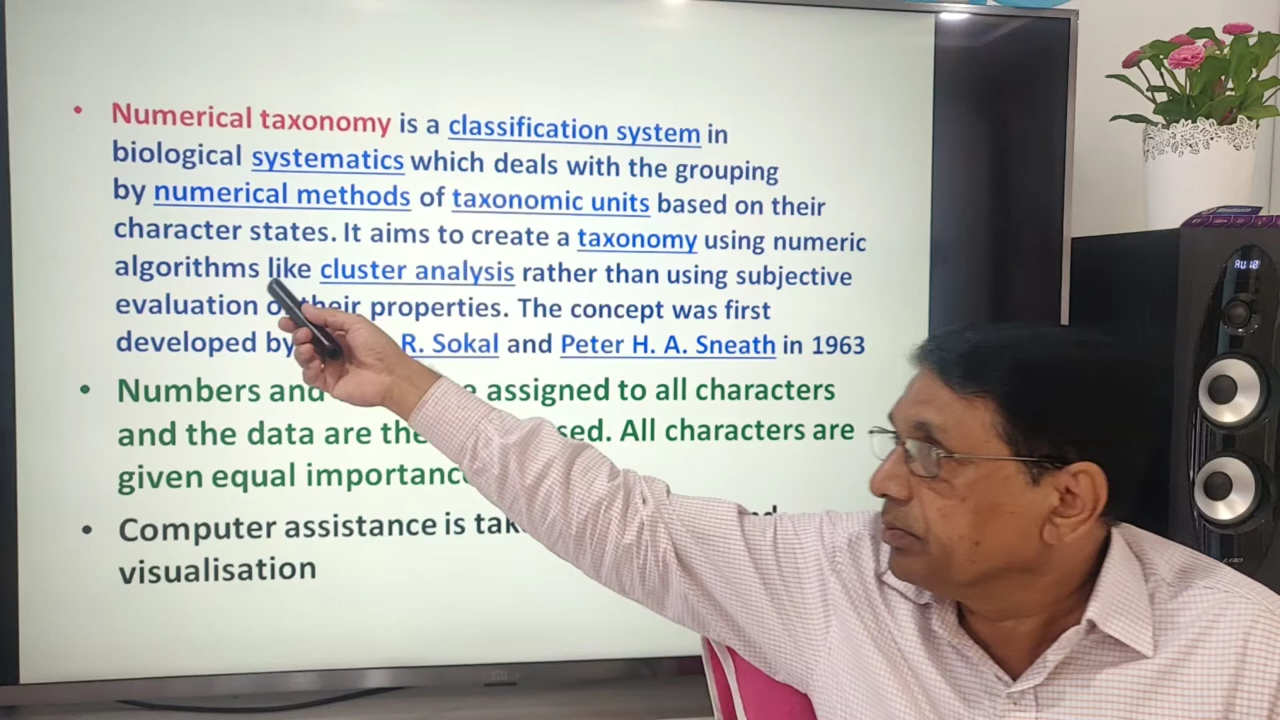 • Numerical taxonomy is a classification system in
biological systematics which deals with the grouping
by numerical methods of taxonomic units based on their
character states. It aims to create a taxonomy using numeric
algorithms like cluster analysis rather than using subjective
evaluation their properties. The concept was first
developed by R. Sokal and Peter H. A. Sneath in 1963
• Numbers and assigned to all characters
and the data are sed. All characters are
given equal importance
• Computer assistance is
visualisation